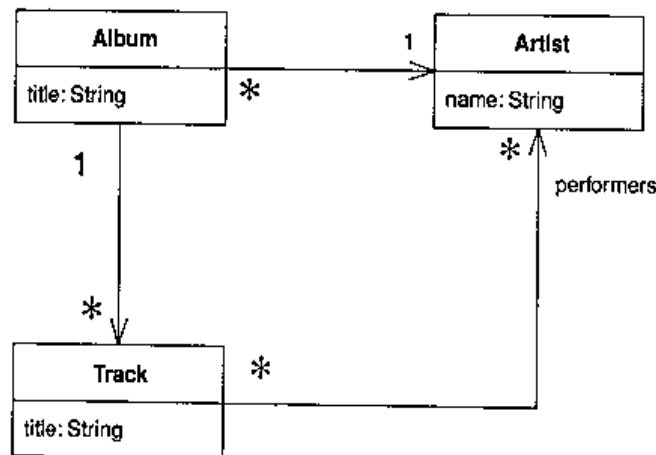 Album
title: String
*
1
Artist
name: String
*
performers
1
*
Track
title: String
*